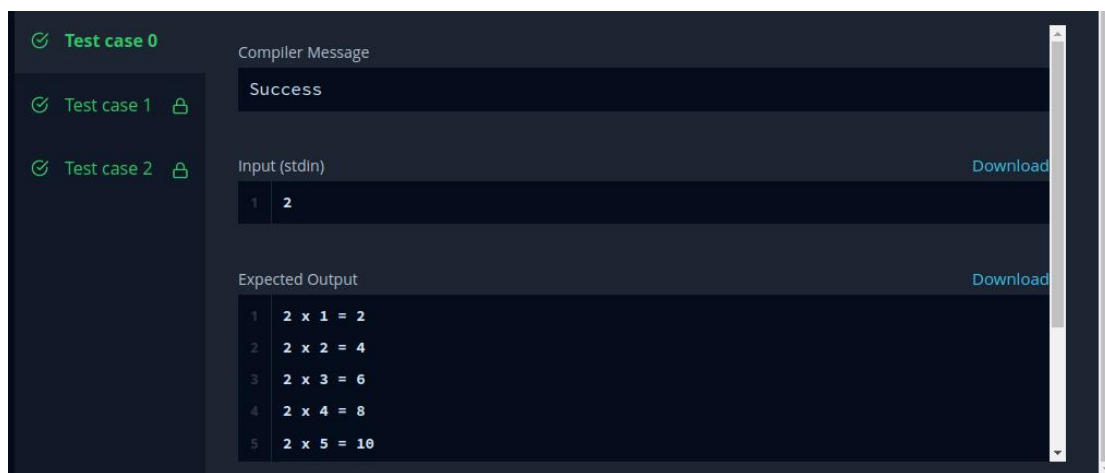 Test case 0
Test case 1
Test case 2
Compiler Message
Success
Input (stdin) Download
1 2
Expected Output Download
1 2 x 1 = 2
2 2 x 2 = 4
3 2 x 3 = 6
4 2 x 4 = 8
5 2 x 5 = 10